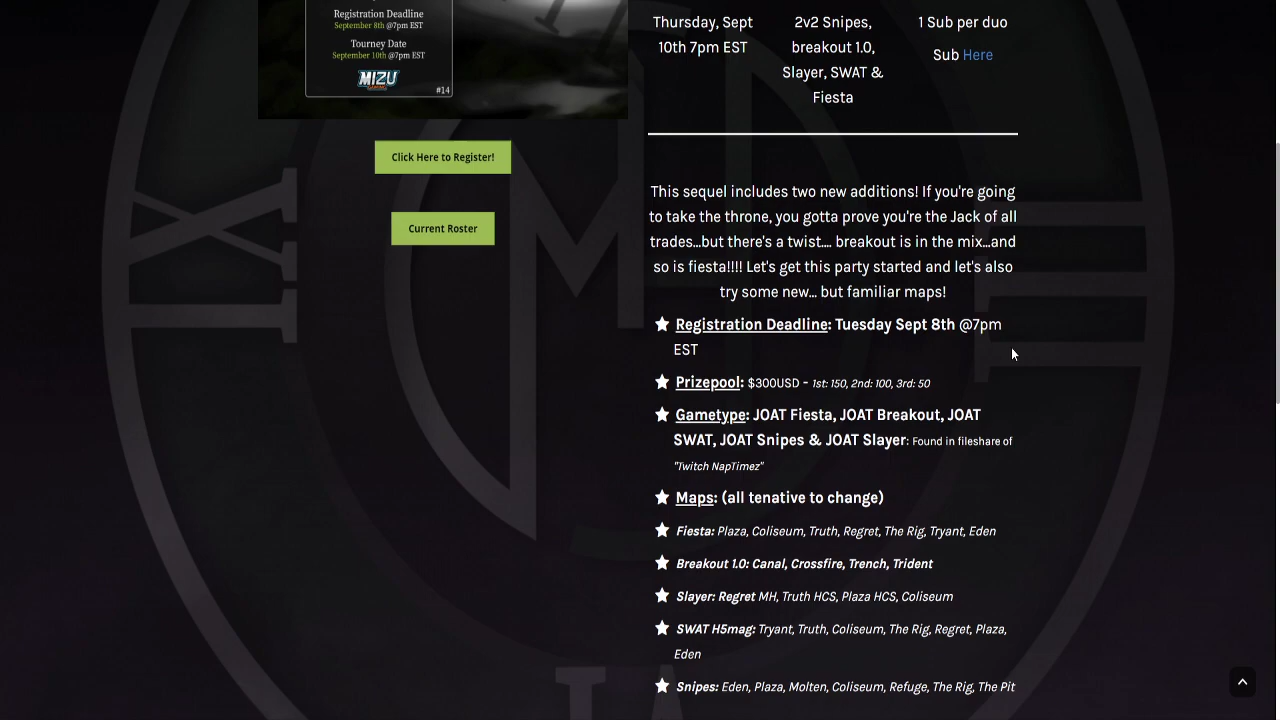 Registration Deadline
September 8th @7pm EST
Tourney Date
September 10th @7pm EST
MIZU
#14
Click Here to Register!
Current Roster
Thursday, Sept
10th 7pm EST
2v2 Snipes,
breakout 1.0,
Slayer, SWAT &
Fiesta
1 Sub per duo
Sub Here
This sequel includes two new additions! If you're going
to take the throne, you gotta prove you're the Jack of all
trades...but there's a twist.... breakout is in the mix...and
so is fiesta!!!! Let's get this party started and let's also
try some new... but familiar maps!
Registration Deadline: Tuesday Sept 8th @7pm
EST
Prizepool: $300USD - 1st: 150, 2nd: 100, 3rd: 50
Gametype: JOAT Fiesta, JOAT Breakout, JOAT
SWAT, JOAT Snipes & JOAT Slayer: Found in fileshare of
"Twitch NapTimez"
Maps: (all tenative to change)
Fiesta: Plaza, Coliseum, Truth, Regret, The Rig, Tryant, Eden
Breakout 1.0: Canal, Crossfire, Trench, Trident
Slayer: Regret MH, Truth HCS, Plaza HCS, Coliseum
SWAT H5mag: Tryant, Truth, Coliseum, The Rig, Regret, Plaza,
Eden
Snipes: Eden, Plaza, Molten, Coliseum, Refuge, The Rig, The Pit